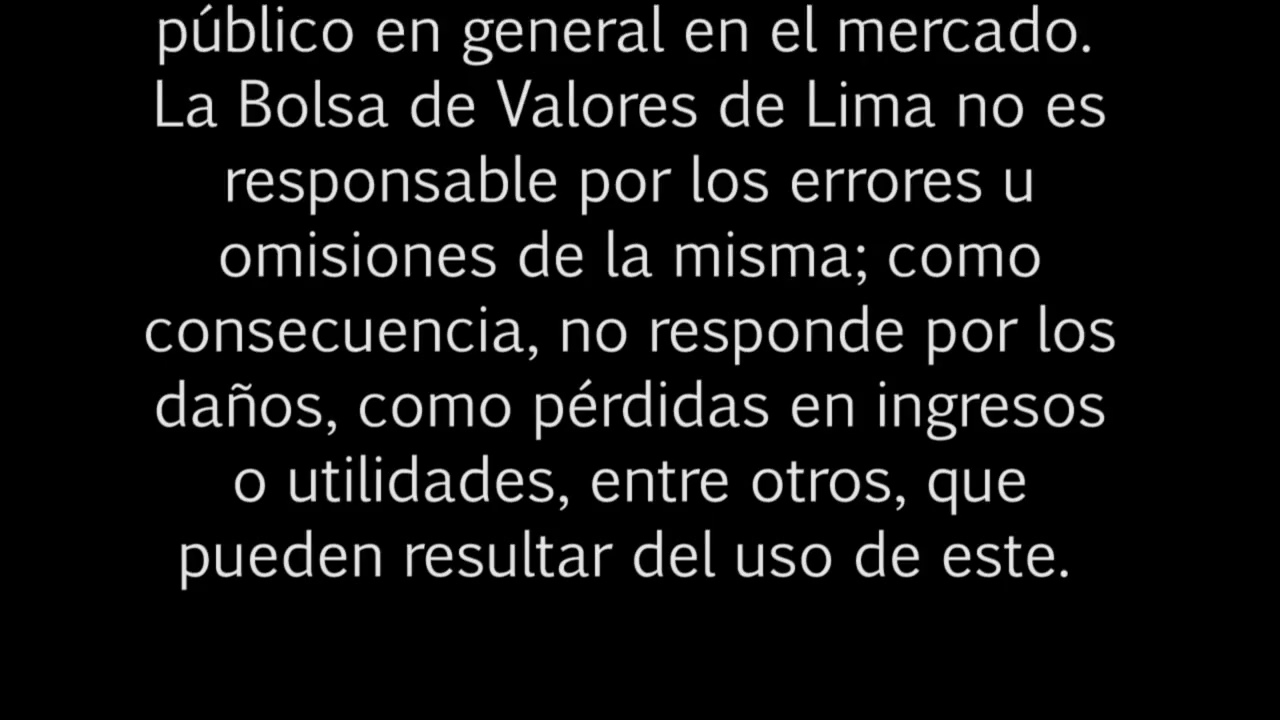 público en general en el mercado.
La Bolsa de Valores de Lima no es
responsable por los errores u
omisiones de la misma; como
consecuencia, no responde por los
daños, como pérdidas en ingresos
o utilidades, entre otros, que
pueden resultar del uso de este.